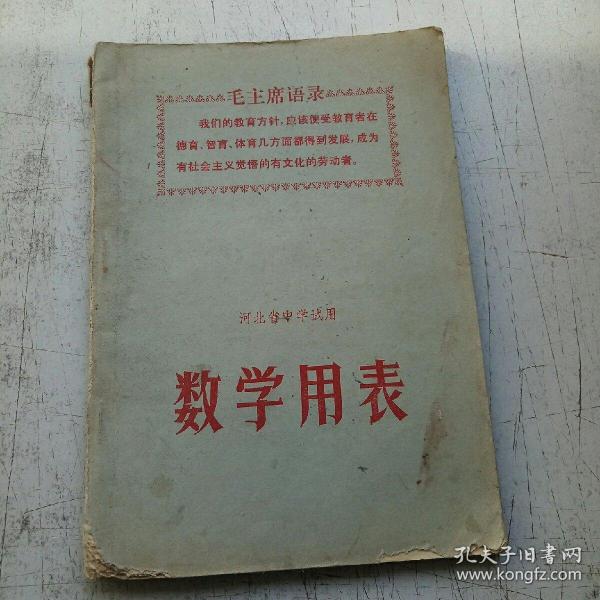 毛主席语录
我们的教育方针，应该使受教育者在
德育、智育、体育几方面都得到发展，成为
有社会主义觉悟的有文化的劳动者。
河北省中学试用
数学用表
孔夫子旧书网
www.kongfz.com